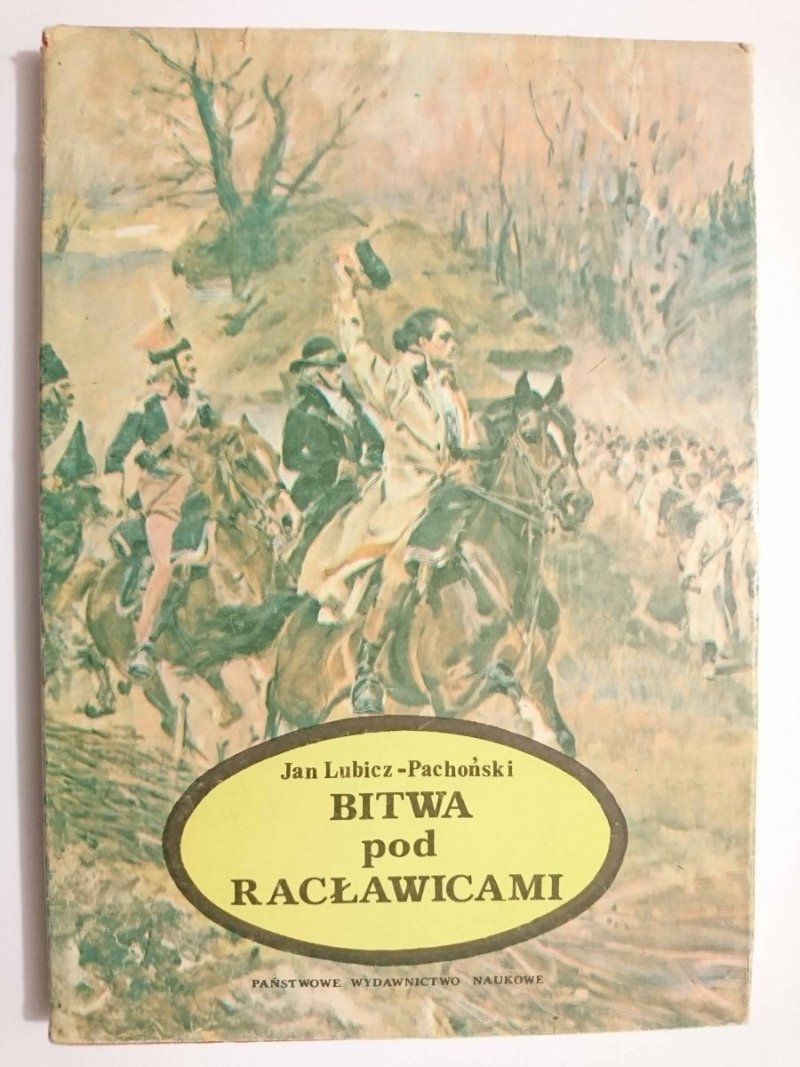 Jan Lubicz-Pachoński
BITWA
pod
RACŁAWICAMI
PAŃSTWOWE WYDAWNICTWO NAUKOWE